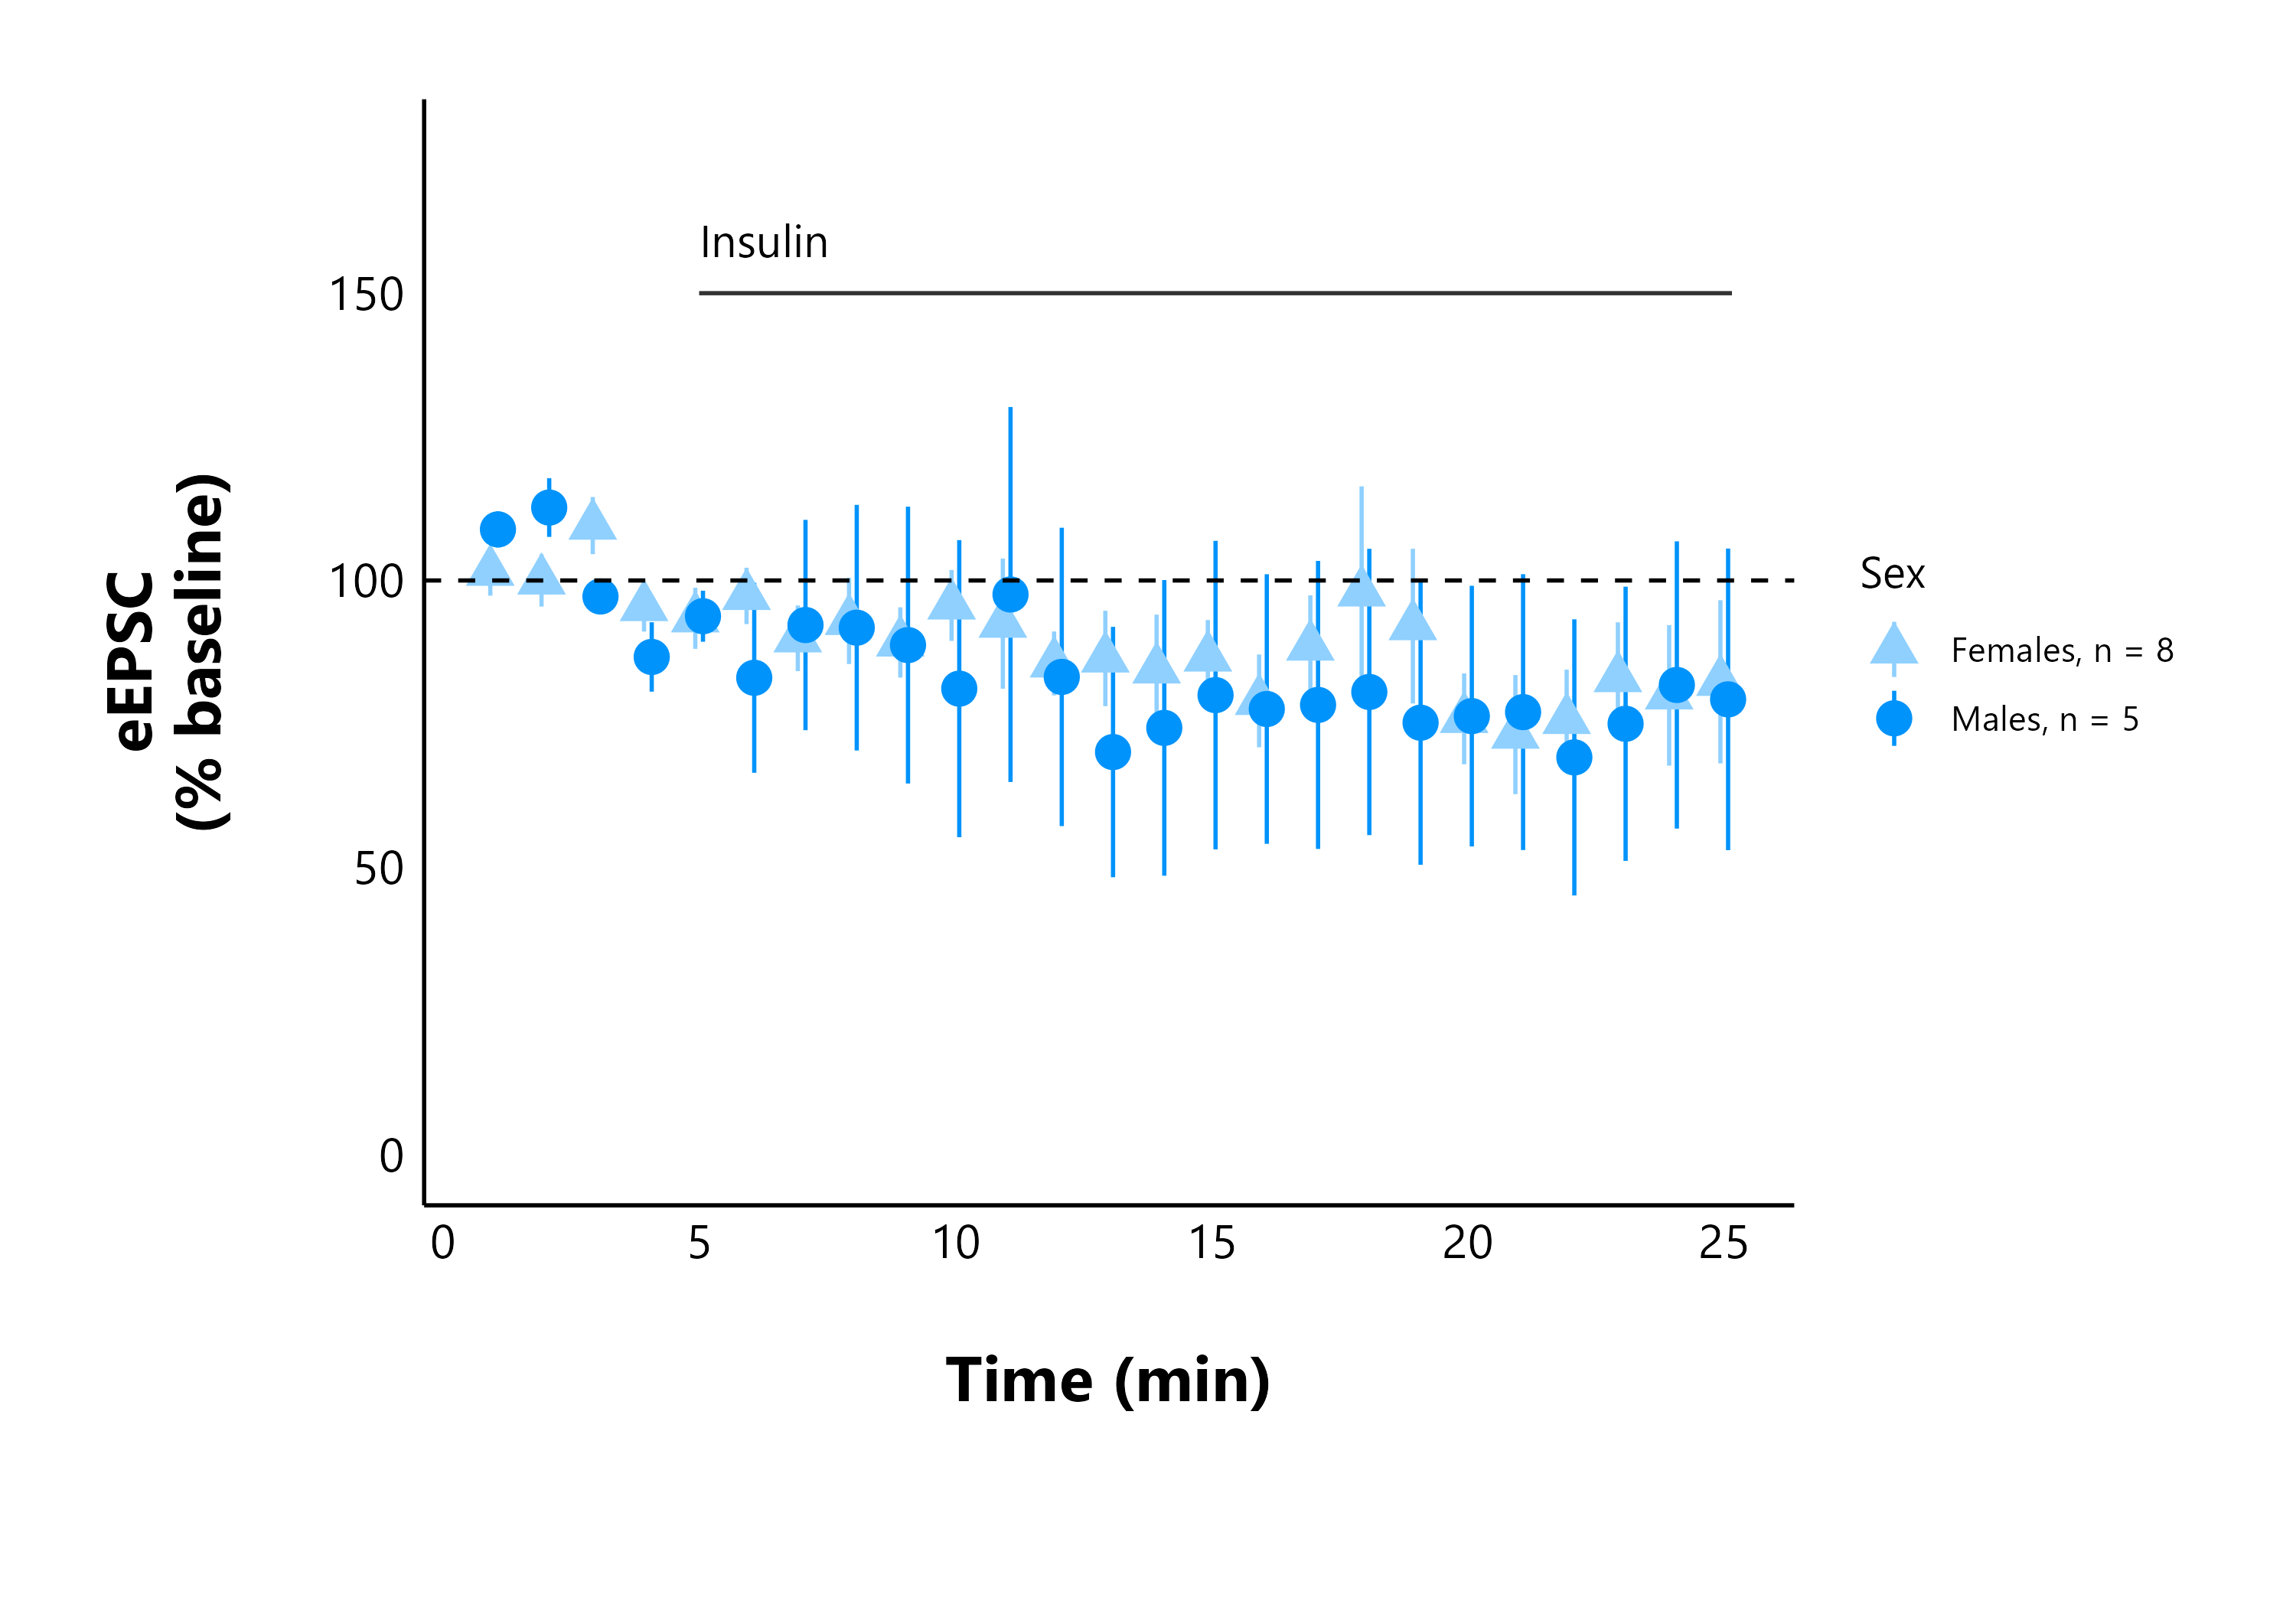 Insulin
150
100
50
0
eEPSC
(% baseline)
0 5 10 15 20 25
Time (min)
Sex
Females, n = 8
Males, n = 5